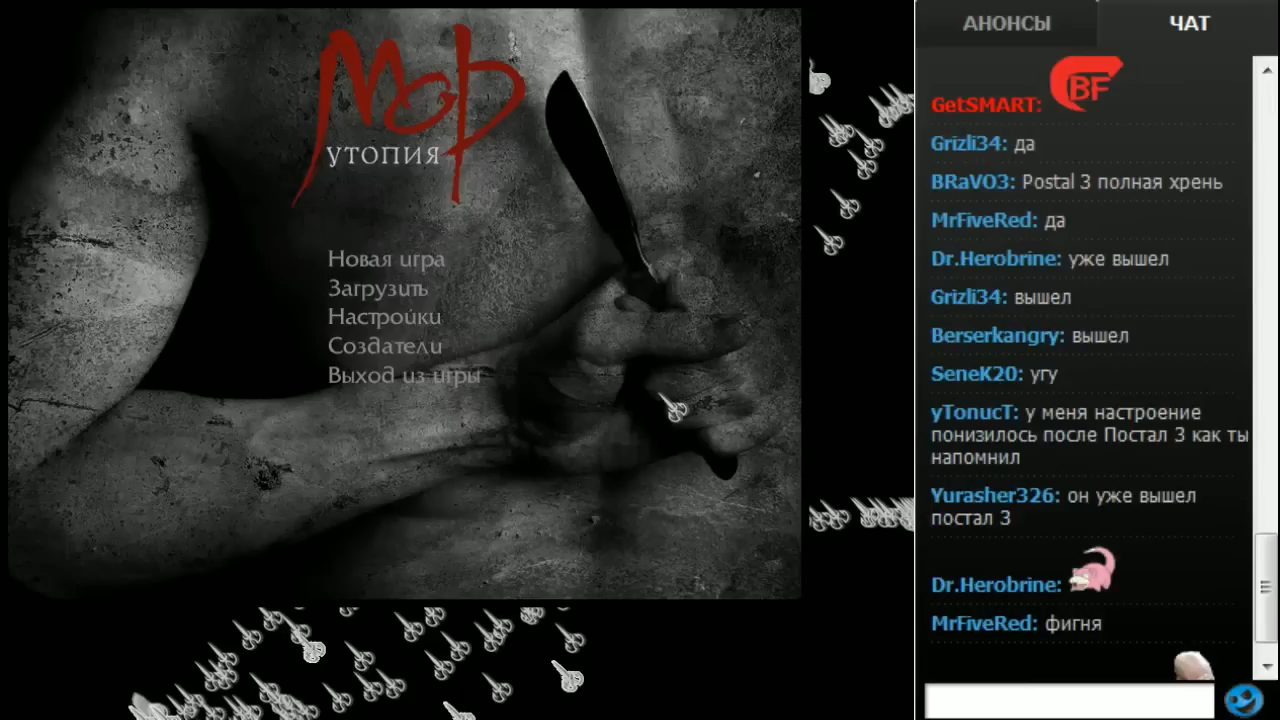 Мор
утопия
Новая игра
Загрузить
Настройки
Создатели
Выход из игры
АНОНСЫ
ЧАТ
BF
GetSMART:
Grizli34: да
BRaVO3: Postal 3 полная хрень
MrFiveRed: да
Dr.Herobrine: уже вышел
Grizli34: вышел
Berserkangry: вышел
SeneK20: угу
yTonucT: у меня настроение
понизилось после Постал 3 как ты
напомнил
Yurasher326: он уже вышел
постал 3
Dr.Herobrine:
MrFiveRed: фигня